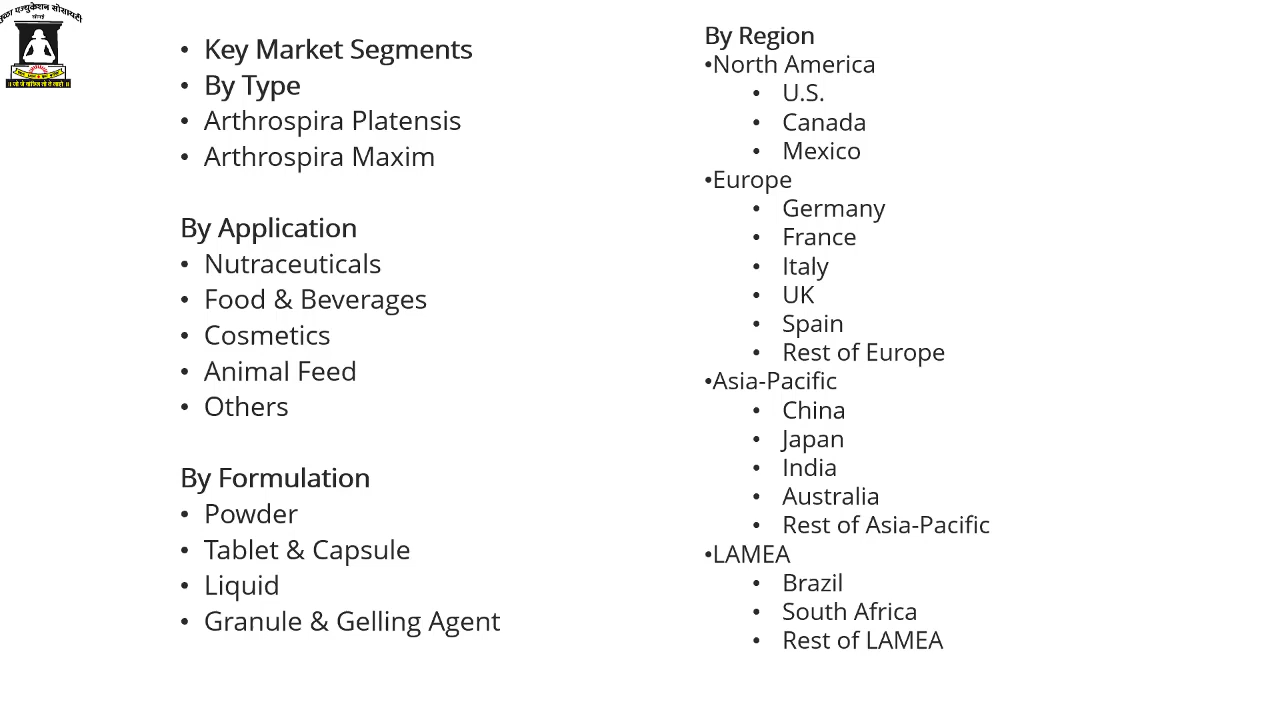 एज्युकेशन सोसायटी
• Key Market Segments
• By Type
• Arthrospira Platensis
• Arthrospira Maxim
By Application
• Nutraceuticals
• Food & Beverages
• Cosmetics
• Animal Feed
• Others
By Formulation
• Powder
• Tablet & Capsule
• Liquid
• Granule & Gelling Agent
By Region
•North America
• U.S.
• Canada
• Mexico
•Europe
• Germany
• France
• Italy
• UK
• Spain
• Rest of Europe
•Asia-Pacific
• China
• Japan
• India
• Australia
• Rest of Asia-Pacific
•LAMEA
• Brazil
• South Africa
• Rest of LAMEA